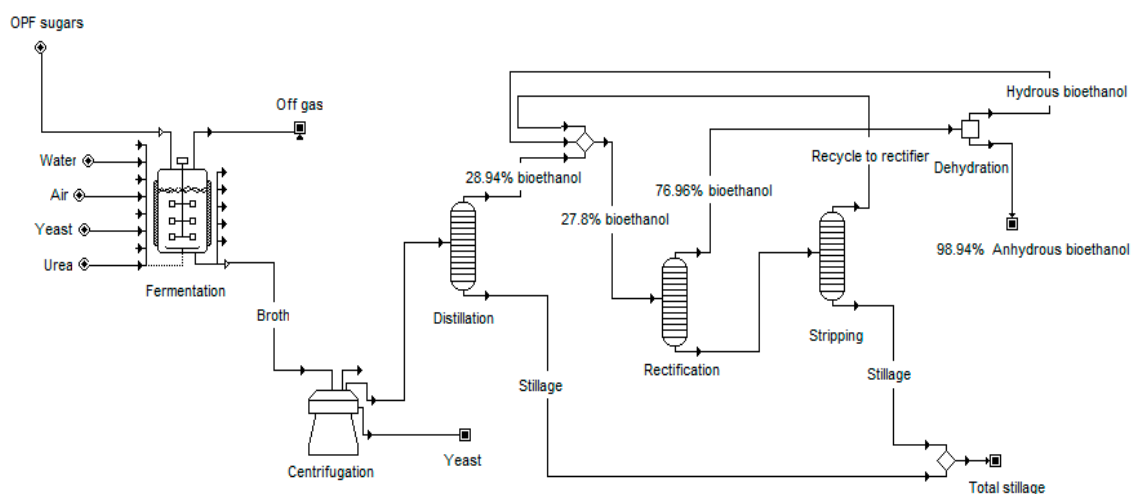 OPF sugars
Off gas
Water
Air
Yeast
Urea
Fermentation
Broth
Centrifugation
Yeast
28.94% bioethanol
Distillation
Stillage
27.8% bioethanol
76.96% bioethanol
Rectification
Recycle to rectifier
Stripping
Stillage
Hydrous bioethanol
Dehydration
98.94%  Anhydrous bioethanol
Total stillage